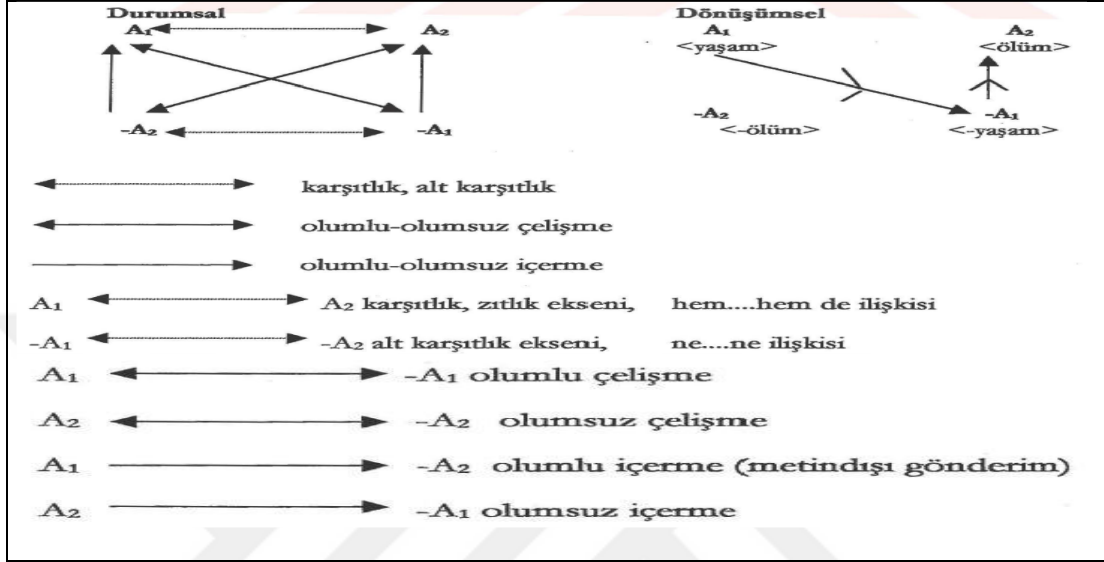 Durumsal
A₁ A₂
-A₂ -A₁
Dönüşümsel
A₁ A₂
<yaşam> <ölüm>
-A₂ -A₁
<-ölüm> <-yaşam>
karşıtlık, alt karşıtlık
olumlu-olumsuz çelişme
olumlu-olumsuz içerme
A₁ A₂ karşıtlık, zıtlık ekseni, hem....hem de ilişkisi
-A₁ -A₂ alt karşıtlık ekseni, ne....ne ilişkisi
A₁ -A₁ olumlu çelişme
A₂ -A₂ olumsuz çelişme
A₁ -A₂ olumlu içerme (metindışı gönderim)
A₂ -A₁ olumsuz içerme